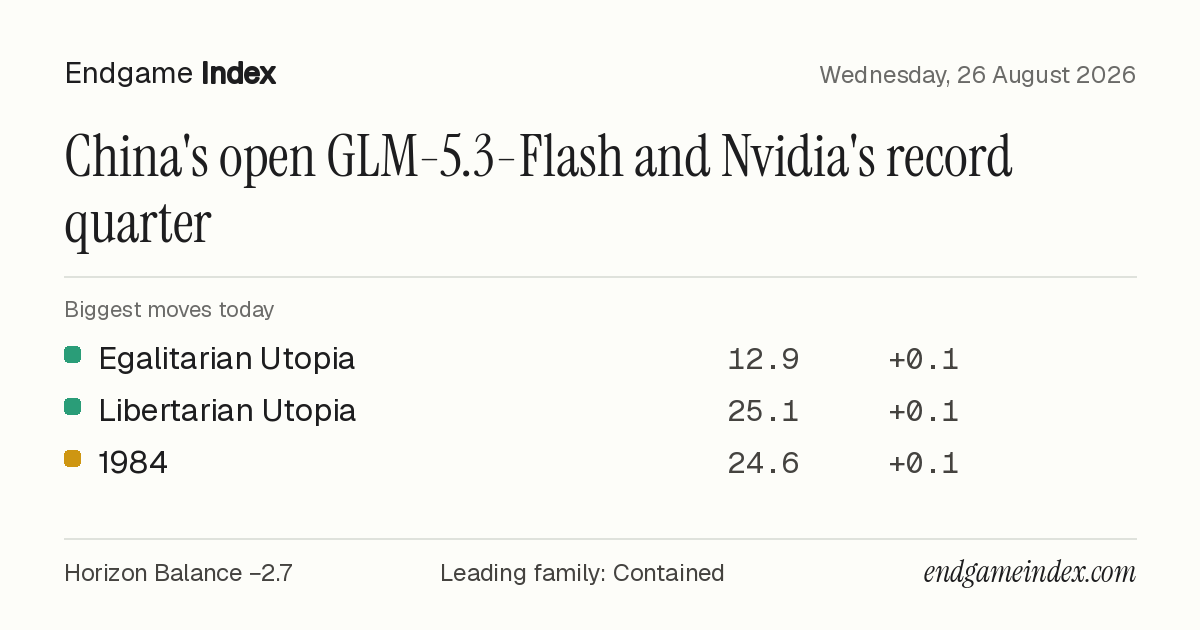 Endgame Index
Wednesday, 26 August 2026
China's open GLM-5.3-Flash and Nvidia's record
quarter
Biggest moves today
Egalitarian Utopia 12.9 +0.1
Libertarian Utopia 25.1 +0.1
1984 24.6 +0.1
Horizon Balance −2.7
Leading family: Contained
endgameindex.com